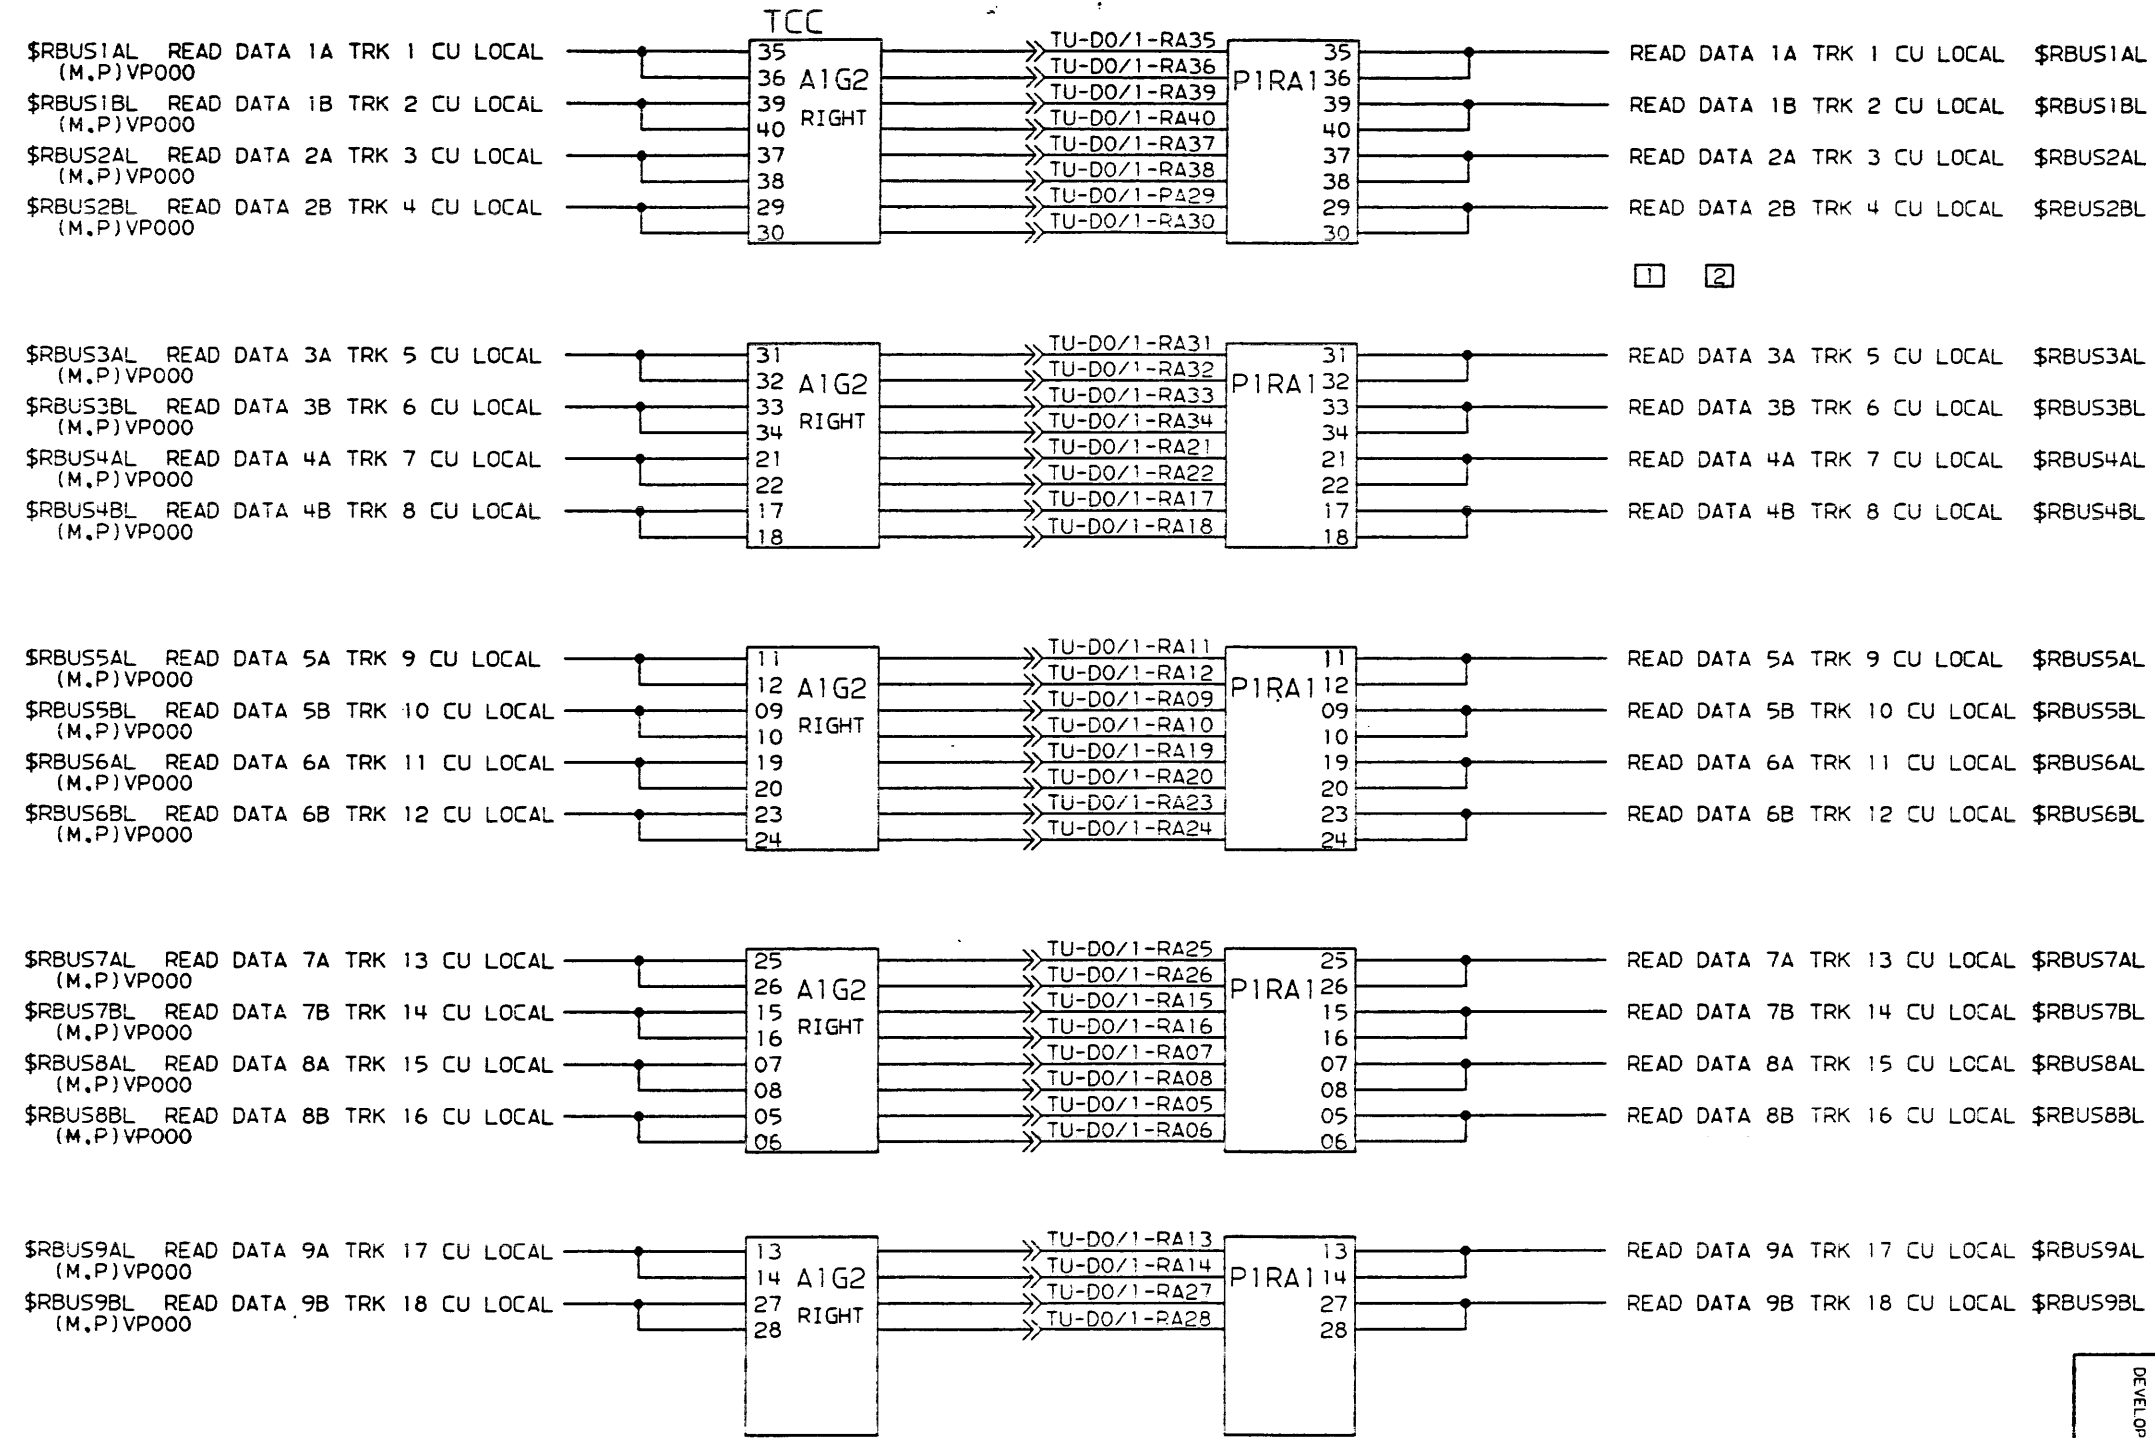 TCC
$RBUS1AL READ DATA 1A TRK 1 CU LOCAL 35 TU-D0/1-RA35 35 READ DATA 1A TRK 1 CU LOCAL $RBUS1AL
(M.P)VP000 36 A1G2 TU-D0/1-RA36 P1RA1 36
$RBUS1BL READ DATA 1B TRK 2 CU LOCAL 39 TU-D0/1-RA39 39 READ DATA 1B TRK 2 CU LOCAL $RBUS1BL
(M.P)VP000 40 RIGHT TU-D0/1-RA40 40
$RBUS2AL READ DATA 2A TRK 3 CU LOCAL 37 TU-D0/1-RA37 37 READ DATA 2A TRK 3 CU LOCAL $RBUS2AL
(M.P)VP000 38 TU-D0/1-RA38 38
$RBUS2BL READ DATA 2B TRK 4 CU LOCAL 29 TU-D0/1-PA29 29 READ DATA 2B TRK 4 CU LOCAL $RBUS2BL
(M.P)VP000 30 TU-D0/1-RA30 30
1 2
$RBUS3AL READ DATA 3A TRK 5 CU LOCAL 31 TU-D0/1-RA31 31 READ DATA 3A TRK 5 CU LOCAL $RBUS3AL
(M.P)VP000 32 A1G2 TU-D0/1-RA32 P1RA1 32
$RBUS3BL READ DATA 3B TRK 6 CU LOCAL 33 TU-D0/1-RA33 33 READ DATA 3B TRK 6 CU LOCAL $RBUS3BL
(M.P)VP000 34 RIGHT TU-D0/1-RA34 34
$RBUS4AL READ DATA 4A TRK 7 CU LOCAL 21 TU-D0/1-RA21 21 READ DATA 4A TRK 7 CU LOCAL $RBUS4AL
(M.P)VP000 22 TU-D0/1-RA22 22
$RBUS4BL READ DATA 4B TRK 8 CU LOCAL 17 TU-D0/1-RA17 17 READ DATA 4B TRK 8 CU LOCAL $RBUS4BL
(M.P)VP000 18 TU-D0/1-RA18 18
$RBUS5AL READ DATA 5A TRK 9 CU LOCAL 11 TU-D0/1-RA11 11 READ DATA 5A TRK 9 CU LOCAL $RBUS5AL
(M.P)VP000 12 A1G2 TU-D0/1-RA12 P1RA1 12
$RBUS5BL READ DATA 5B TRK 10 CU LOCAL 09 TU-D0/1-RA09 09 READ DATA 5B TRK 10 CU LOCAL $RBUS5BL
(M.P)VP000 10 RIGHT TU-D0/1-RA10 10
$RBUS6AL READ DATA 6A TRK 11 CU LOCAL 19 TU-D0/1-RA19 19 READ DATA 6A TRK 11 CU LOCAL $RBUS6AL
(M.P)VP000 20 TU-D0/1-RA20 20
$RBUS6BL READ DATA 6B TRK 12 CU LOCAL 23 TU-D0/1-RA23 23 READ DATA 6B TRK 12 CU LOCAL $RBUS6BL
(M.P)VP000 24 TU-D0/1-RA24 24
$RBUS7AL READ DATA 7A TRK 13 CU LOCAL 25 TU-D0/1-RA25 25 READ DATA 7A TRK 13 CU LOCAL $RBUS7AL
(M.P)VP000 26 A1G2 TU-D0/1-RA26 P1RA1 26
$RBUS7BL READ DATA 7B TRK 14 CU LOCAL 15 TU-D0/1-RA15 15 READ DATA 7B TRK 14 CU LOCAL $RBUS7BL
(M.P)VP000 16 RIGHT TU-D0/1-RA16 16
$RBUS8AL READ DATA 8A TRK 15 CU LOCAL 07 TU-D0/1-RA07 07 READ DATA 8A TRK 15 CU LOCAL $RBUS8AL
(M.P)VP000 08 TU-D0/1-RA08 08
$RBUS8BL READ DATA 8B TRK 16 CU LOCAL 05 TU-D0/1-RA05 05 READ DATA 8B TRK 16 CU LOCAL $RBUS8BL
(M.P)VP000 06 TU-D0/1-RA06 06
$RBUS9AL READ DATA 9A TRK 17 CU LOCAL 13 TU-D0/1-RA13 13 READ DATA 9A TRK 17 CU LOCAL $RBUS9AL
(M.P)VP000 14 A1G2 TU-D0/1-RA14 P1RA1 14
$RBUS9BL READ DATA 9B TRK 18 CU LOCAL 27 TU-D0/1-RA27 27 READ DATA 9B TRK 18 CU LOCAL $RBUS9BL
(M.P)VP000 28 RIGHT TU-D0/1-RA28 28
DEVELOP